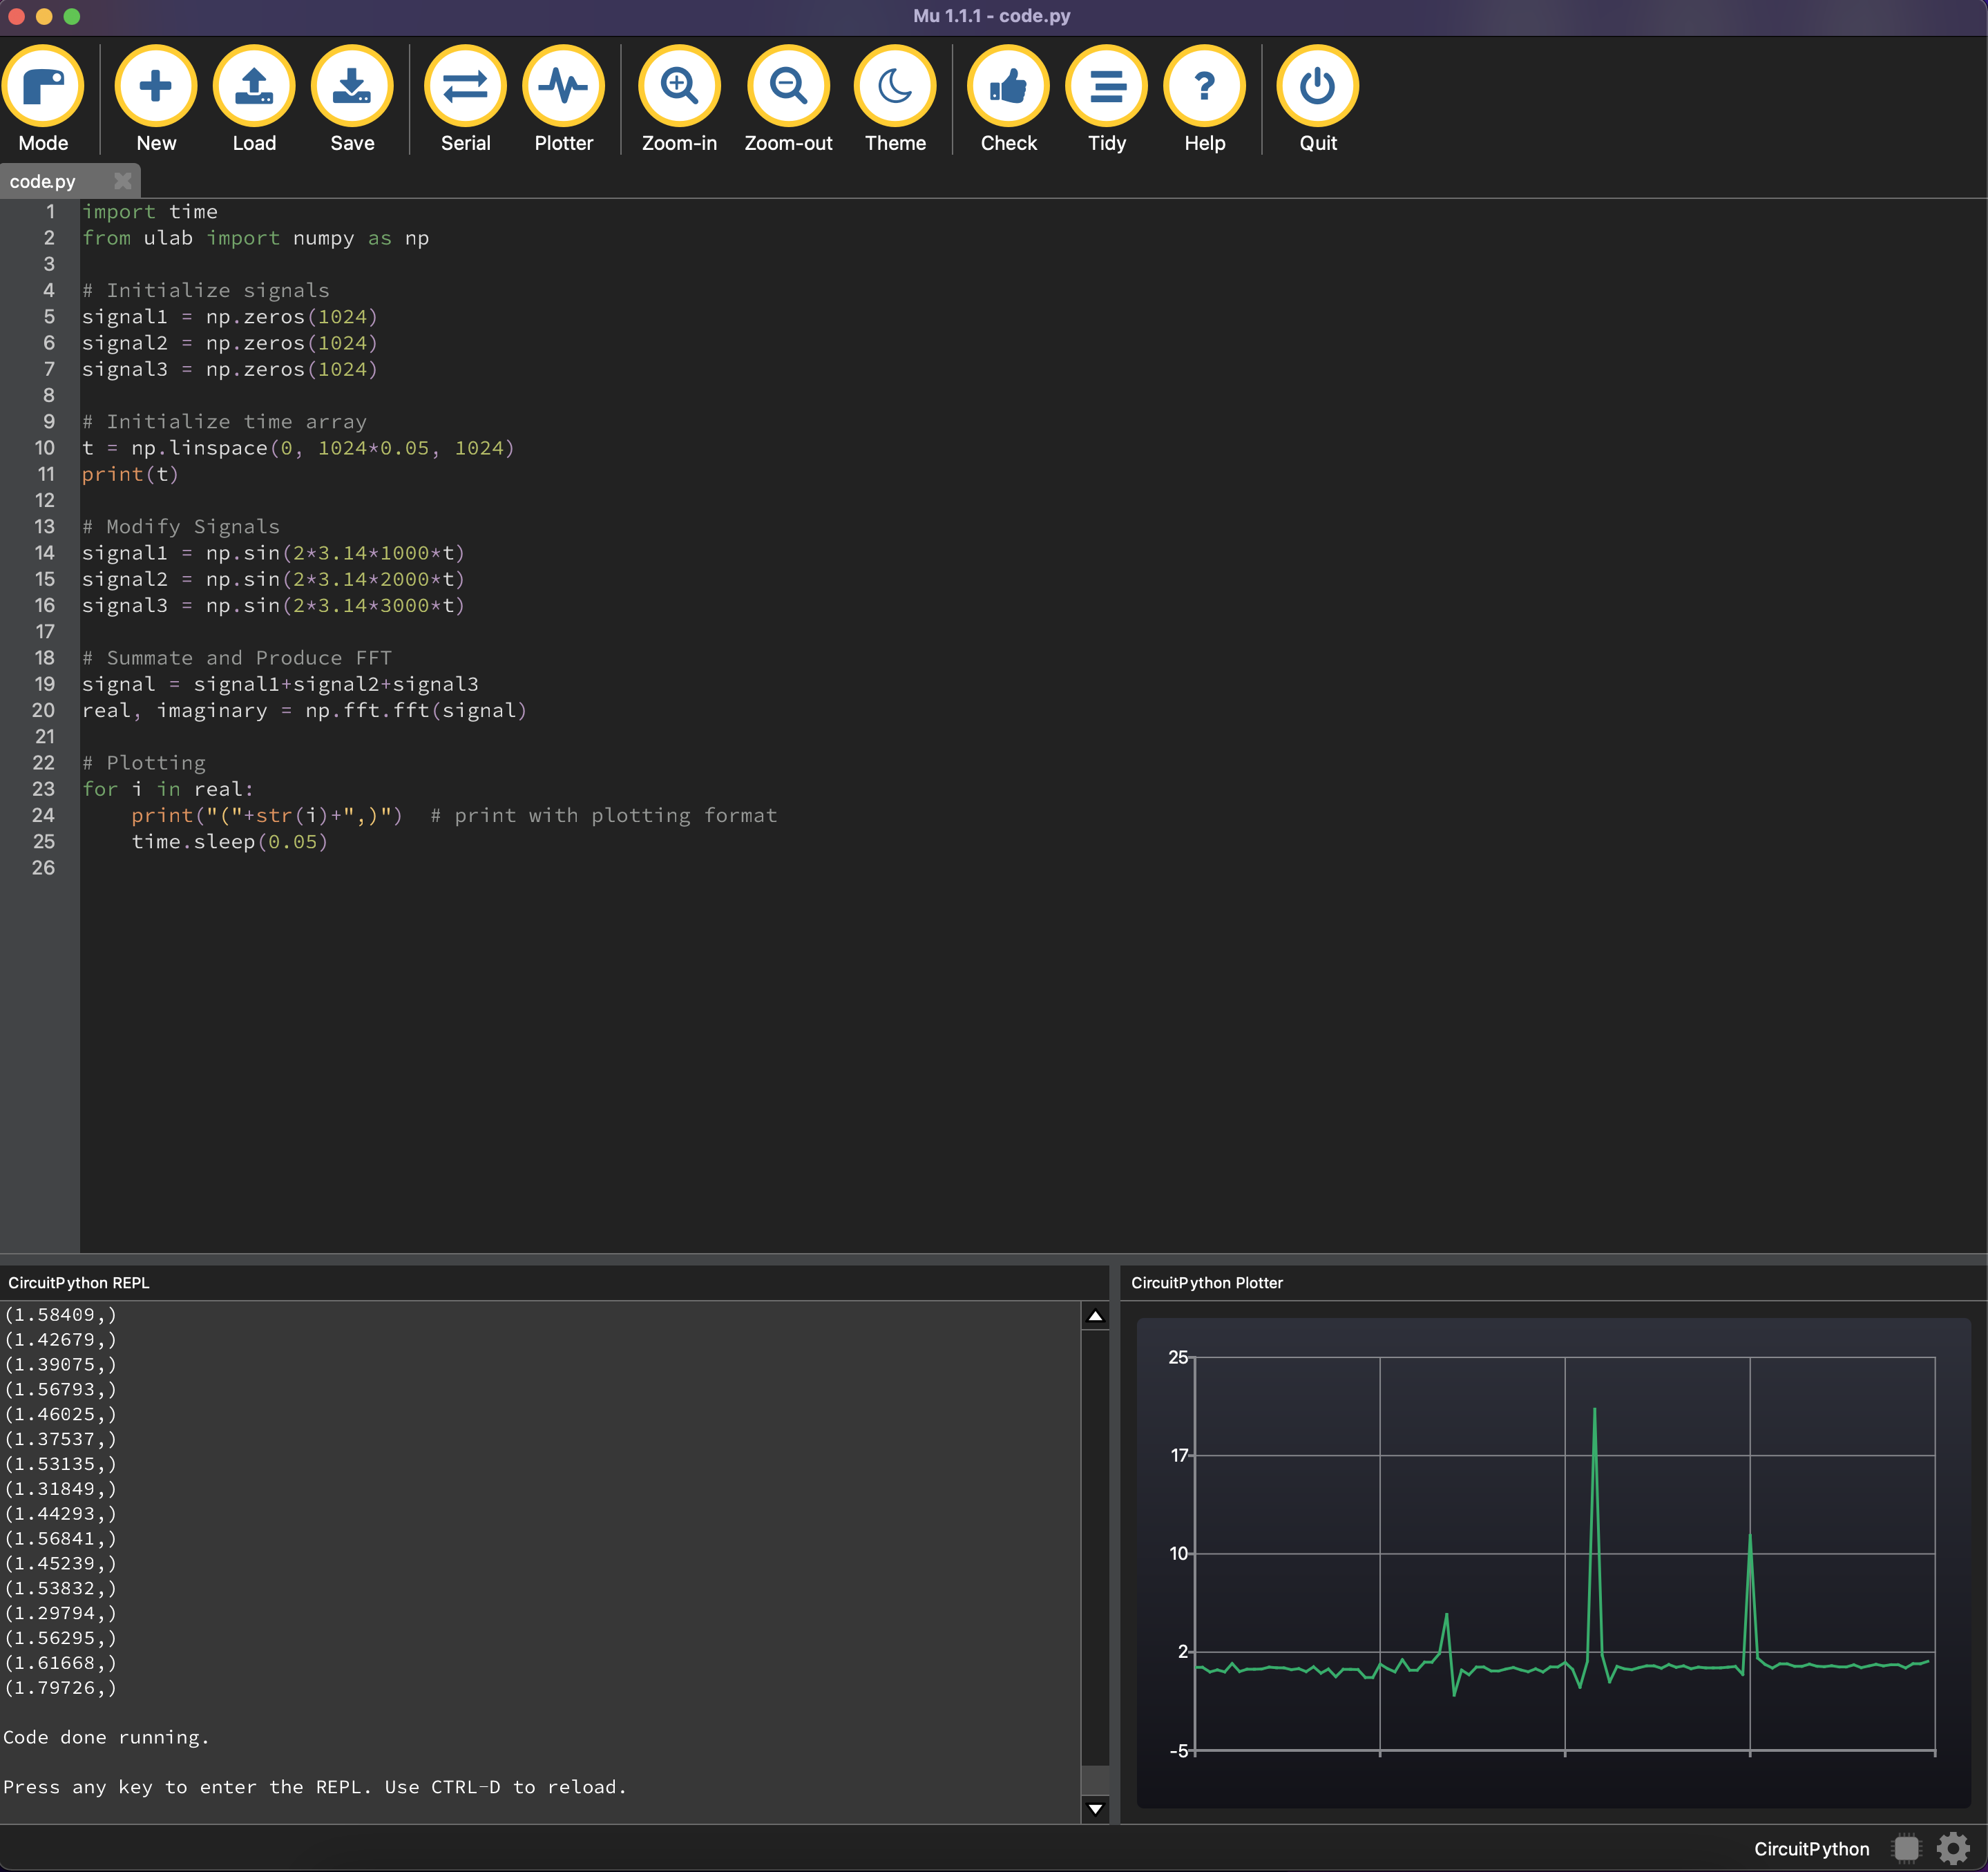 Mu 1.1.1 - code.py
Mode New Load Save Serial Plotter Zoom-in Zoom-out Theme Check Tidy Help Quit
code.py
1 import time
2 from ulab import numpy as np
3
4 # Initialize signals
5 signal1 = np.zeros(1024)
6 signal2 = np.zeros(1024)
7 signal3 = np.zeros(1024)
8
9 # Initialize time array
10 t = np.linspace(0, 1024*0.05, 1024)
11 print(t)
12
13 # Modify Signals
14 signal1 = np.sin(2*3.14*1000*t)
15 signal2 = np.sin(2*3.14*2000*t)
16 signal3 = np.sin(2*3.14*3000*t)
17
18 # Summate and Produce FFT
19 signal = signal1+signal2+signal3
20 real, imaginary = np.fft.fft(signal)
21
22 # Plotting
23 for i in real:
24     print("("+str(i)+",)")  # print with plotting format
25     time.sleep(0.05)
26
CircuitPython REPL
(1.58409,)
(1.42679,)
(1.39075,)
(1.56793,)
(1.46025,)
(1.37537,)
(1.53135,)
(1.31849,)
(1.44293,)
(1.56841,)
(1.45239,)
(1.53832,)
(1.29794,)
(1.56295,)
(1.61668,)
(1.79726,)
Code done running.
Press any key to enter the REPL. Use CTRL-D to reload.
CircuitPython Plotter
25
17
10
2
-5
CircuitPython